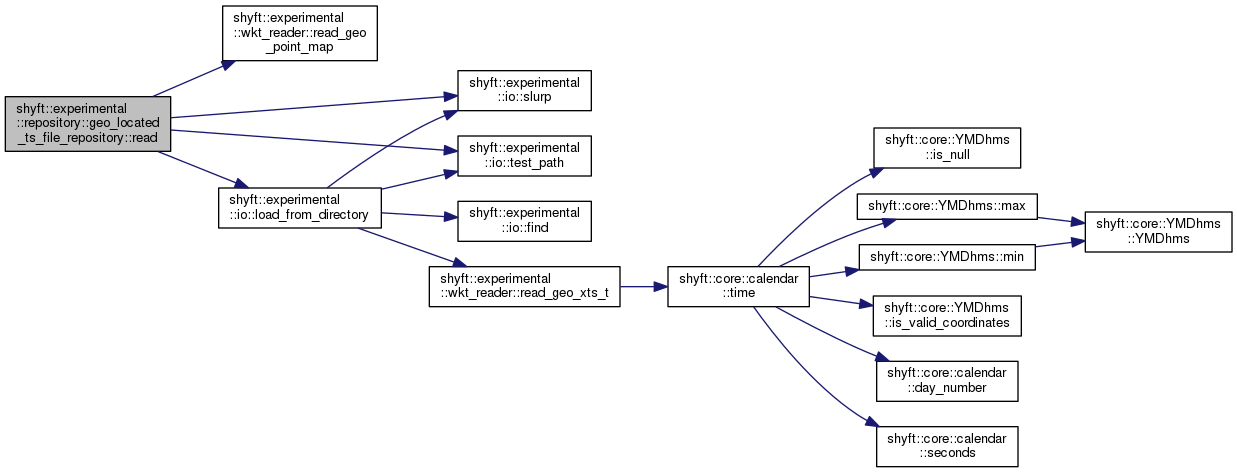 shyft::experimental
::repository::geo_located
_ts_file_repository::read
shyft::experimental
::wkt_reader::read_geo
_point_map
shyft::experimental
::io::slurp
shyft::experimental
::io::test_path
shyft::experimental
::io::load_from_directory
shyft::experimental
::io::find
shyft::experimental
::wkt_reader::read_geo_xts_t
shyft::core::calendar
::time
shyft::core::YMDhms
::is_null
shyft::core::YMDhms::max
shyft::core::YMDhms
::YMDhms
shyft::core::YMDhms::min
shyft::core::YMDhms
::is_valid_coordinates
shyft::core::calendar
::day_number
shyft::core::calendar
::seconds